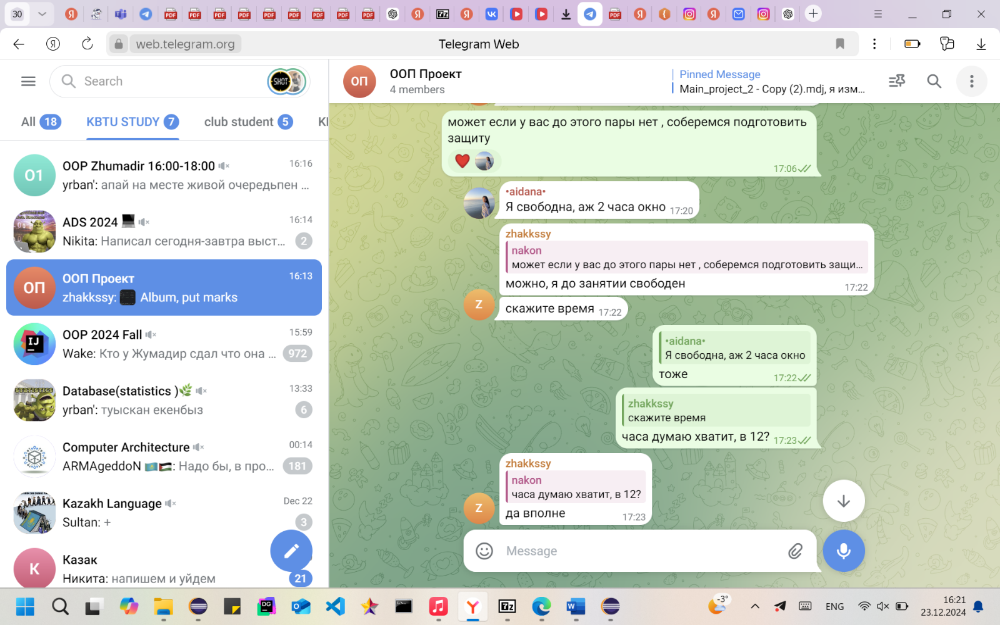 30
web.telegram.org
Telegram Web
Search
SHOT
ОП
ООП Проект
4 members
Pinned Message
Main_project_2 - Copy (2).mdj, я изм...
All 18
KBTU STUDY 7
club student 5
O1
OOP Zhumadir 16:00-18:00
16:16
yrban': апай на месте живой очередьпен ...
ADS 2024
16:14
Nikita: Написал сегодня-завтра выст...
2
ОП
ООП Проект
16:13
zhakkssy: Album, put marks
IJ
OOP 2024 Fall
15:59
Wake: Кто у Жумадир сдал что она ...
972
STATISTICS
Database(statistics )
13:33
yrban': туыскан екенбыз
6
Computer Architecture
00:14
ARMAgeddoN : Надо бы, в про...
181
Kazakh Language
Dec 22
Sultan: +
3
К
Казак
Никита: напишем и уйдем
21
может если у вас до этого пары нет , соберемся подготовить
защиту
17:06
•aidana•
Я свободна, аж 2 часа окно
17:20
zhakkssy
nakon
может если у вас до этого пары нет , соберемся подготовить защи...
можно, я до занятии свободен
17:22
Z
скажите время
17:22
•aidana•
Я свободна, аж 2 часа окно
тоже
17:22
zhakkssy
скажите время
часа думаю хватит, в 12?
17:23
zhakkssy
nakon
часа думаю хватит, в 12?
Z
да вполне
17:23
Message
-3°
ENG
16:21
23.12.2024